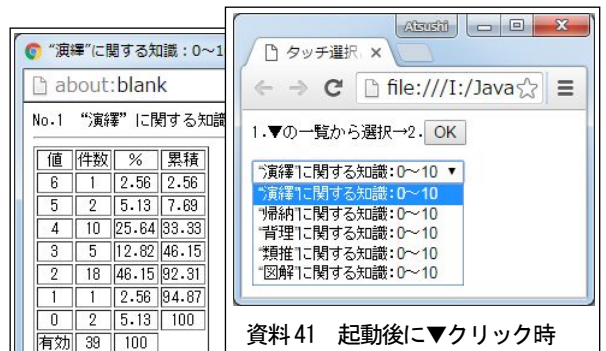 "演繹"に関する知識：0～1
about:blank
No.1 “演繹” に関する知識
値 件数 % 累積
6 1 2.56 2.56
5 2 5.13 7.69
4 10 25.64 33.33
3 5 12.82 46.15
2 18 46.15 92.31
1 1 2.56 94.87
0 2 5.13 100
有効 39 100
Atsushi
タッチ選択
file:///I:/Java
1.▼の一覧から選択→2. OK
“演繹”に関する知識：0～10 ▼
“演繹”に関する知識：0～10
“帰納”に関する知識：0～10
“背理”に関する知識：0～10
“類推”に関する知識：0～10
“図解”に関する知識：0～10
資料41 起動後に▼クリック時